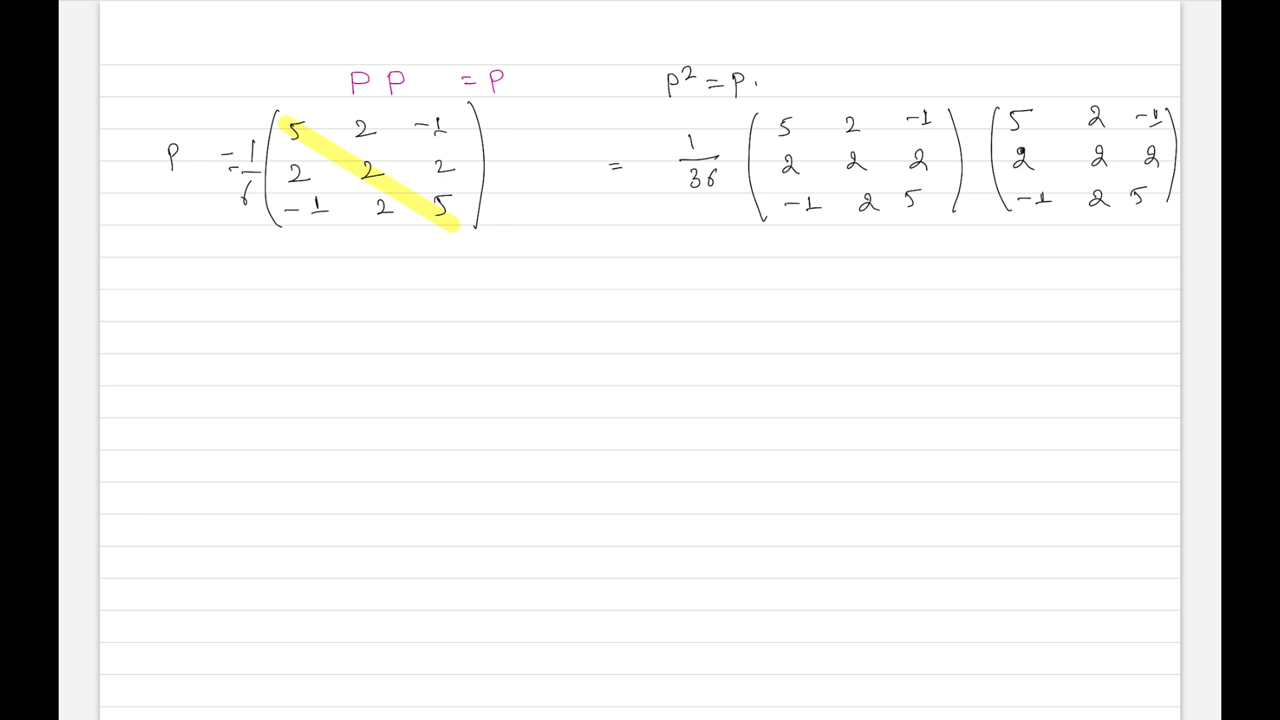 P P = P P² = P.
P = 1/6 ( 5 2 -1 = 1/36 ( 5 2 -1 ) ( 5 2 -1 )
2 2 2 2 2 2 2 2 2
-1 2 5 ) -1 2 5 -1 2 5